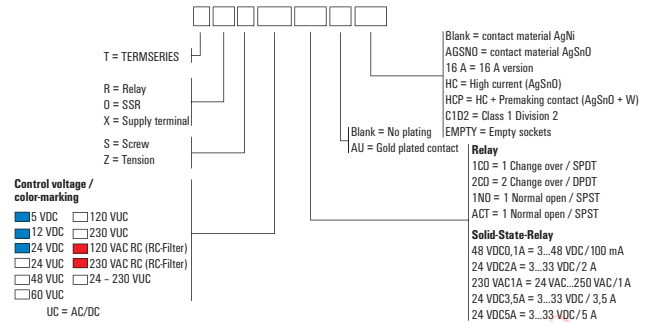 T = TERMSERIES
R = Relay
O = SSR
X = Supply terminal
S = Screw
Z = Tension
Control voltage /
color-marking
5 VDC 120 VUC
12 VDC 230 VUC
24 VDC 120 VAC RC (RC-Filter)
24 VUC 230 VAC RC (RC-Filter)
48 VUC 24 – 230 VUC
60 VUC
UC = AC/DC
Blank = No plating
AU = Gold plated contact
Blank = contact material AgNi
AGSNO = contact material AgSnO
16 A = 16 A version
HC = High current (AgSnO)
HCP = HC + Premaking contact (AgSnO + W)
C1D2 = Class 1 Division 2
EMPTY = Empty sockets
Relay
1CO = 1 Change over / SPDT
2CO = 2 Change over / DPDT
1NO = 1 Normal open / SPST
ACT = 1 Normal open / SPST
Solid-State-Relay
48 VDC0,1A = 3...48 VDC/100 mA
24 VDC2A = 3...33 VDC/2 A
230 VAC1A = 24 VAC...250 VAC/1 A
24 VDC3,5A = 3...33 VDC / 3,5 A
24 VDC5A = 3...33 VDC/5 A